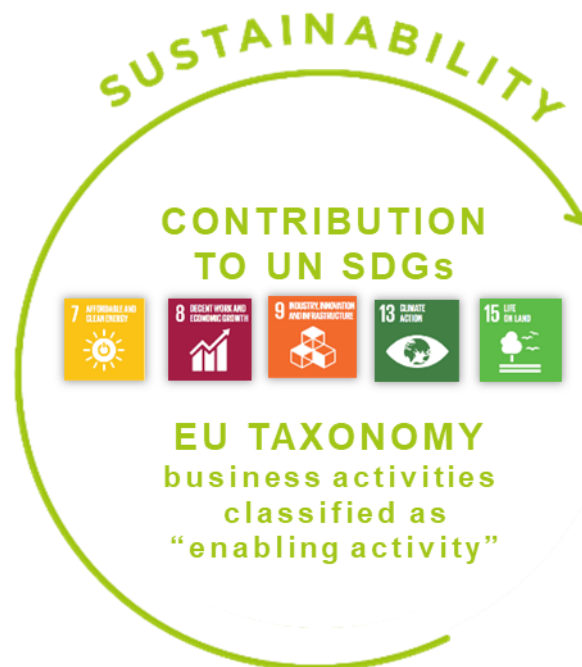 SUSTAINABILITY
CONTRIBUTION
TO UN SDGs
7 AFFORDABLE AND
CLEAN ENERGY
8 DECENT WORK AND
ECONOMIC GROWTH
9 INDUSTRY, INNOVATION
AND INFRASTRUCTURE
13 CLIMATE
ACTION
15 LIFE
ON LAND
EU TAXONOMY
business activities
classified as
“enabling activity”